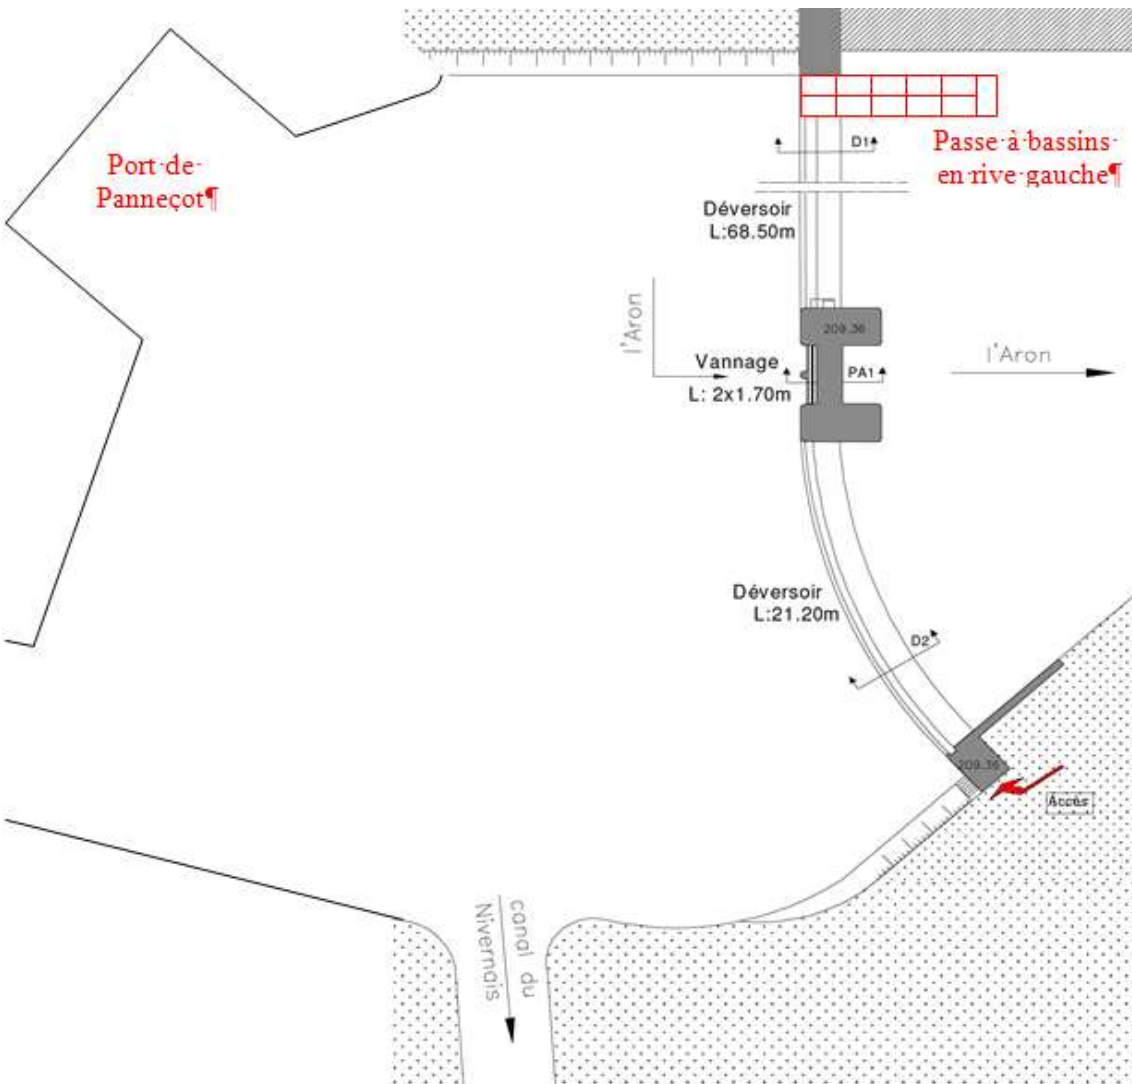 D1
Port·de·
Panneçot¶
Passe·à·bassins·
en·rive·gauche¶
Déversoir
L:68.50m
l'Aron
209.36
Vannage
L: 2x1.70m
PA1
l'Aron
Déversoir
L:21.20m
D2
209.36
Accès
canal du
Nivernais